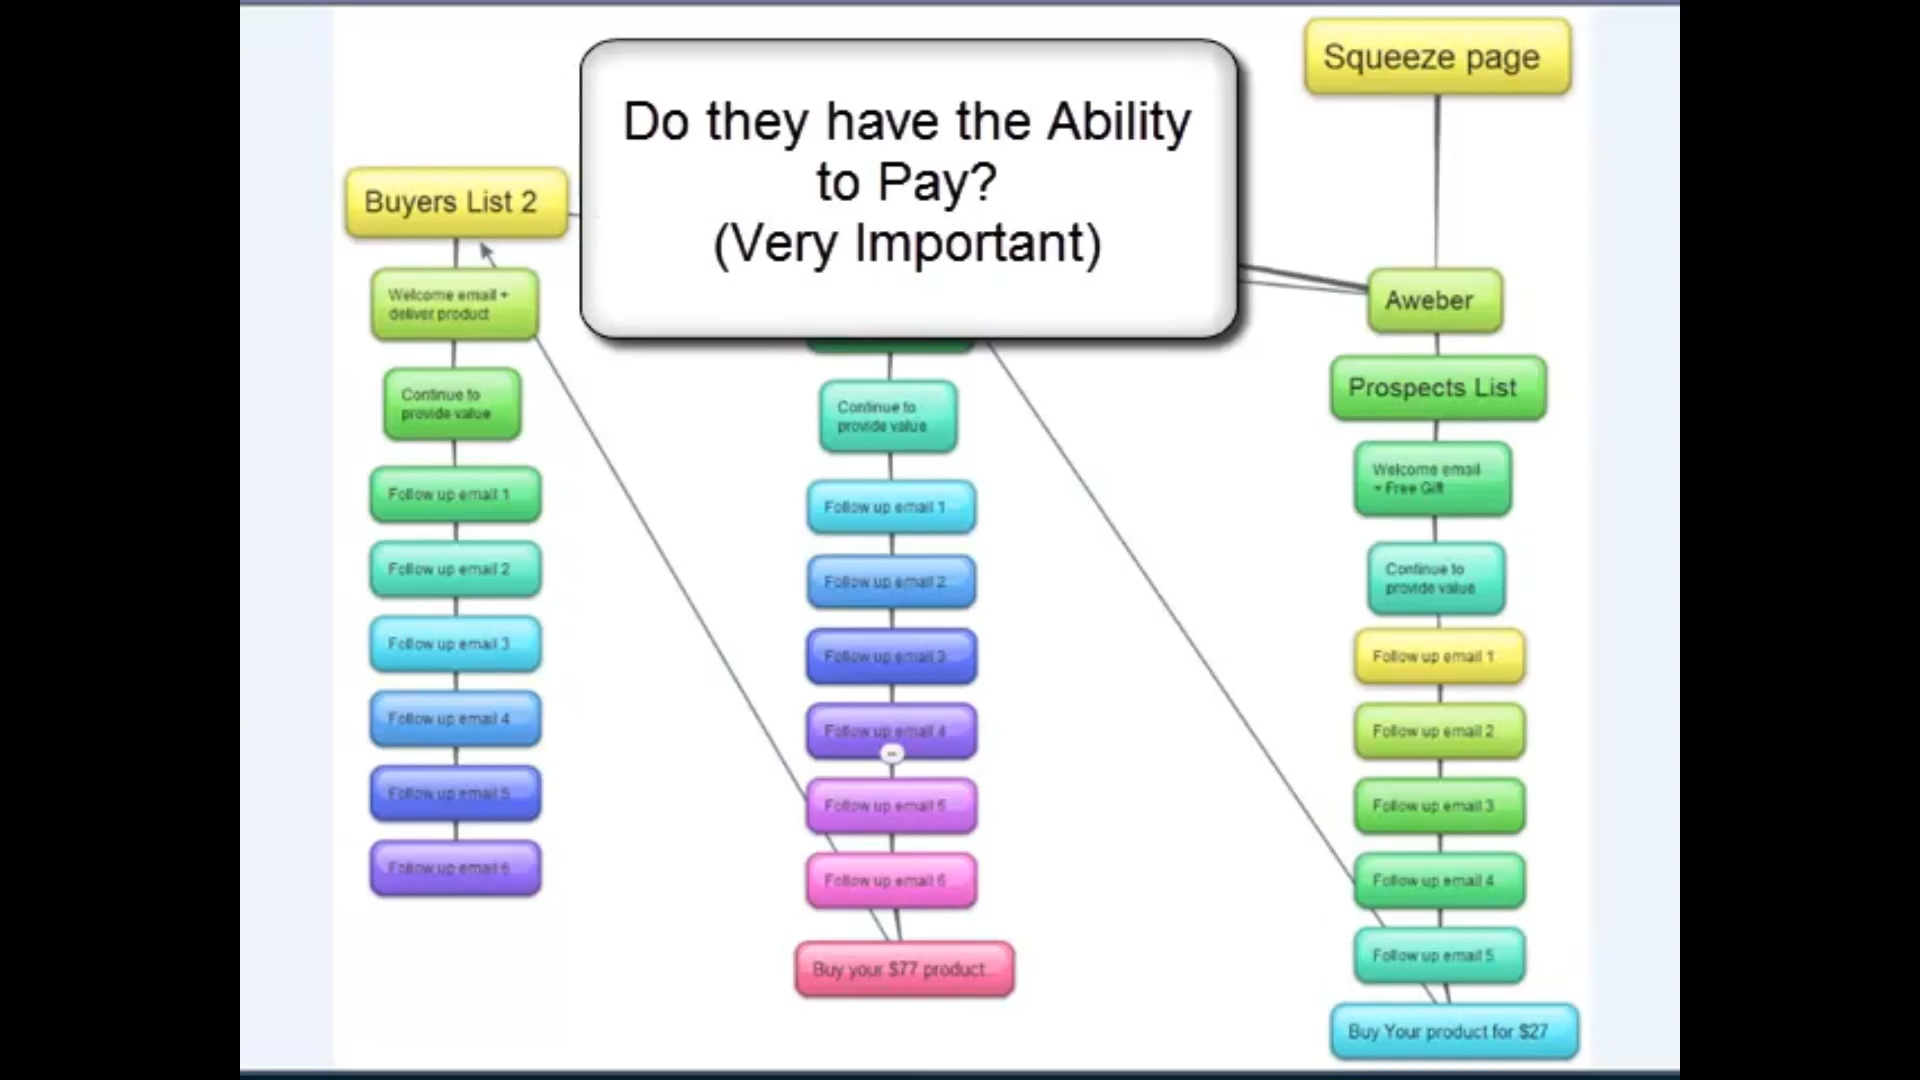 Squeeze page
Do they have the Ability
to Pay?
(Very Important)
Buyers List 2
Welcome email +
deliver product
Continue to
provide value
Follow up email 1
Follow up email 2
Follow up email 3
Follow up email 4
Follow up email 5
Follow up email 6
Continue to
provide value
Follow up email 1
Follow up email 2
Follow up email 3
Follow up email 4
Follow up email 5
Follow up email 6
Buy your $77 product
Aweber
Prospects List
Welcome email
+ Free Gift
Continue to
provide value
Follow up email 1
Follow up email 2
Follow up email 3
Follow up email 4
Follow up email 5
Buy Your product for $27